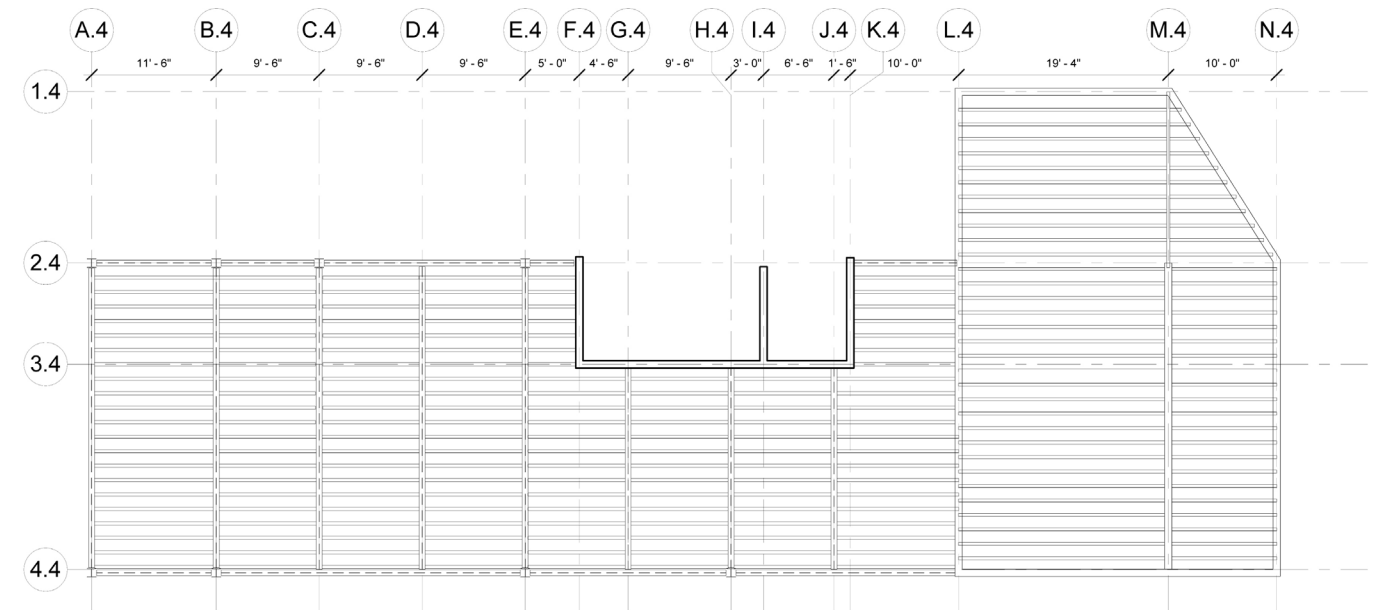 A.4 B.4 C.4 D.4 E.4 F.4 G.4 H.4 I.4 J.4 K.4 L.4 M.4 N.4
11' - 6" 9' - 6" 9' - 6" 9' - 6" 5' - 0" 4' - 6" 9' - 6" 3' - 0" 6' - 6" 1' - 6" 10' - 0" 19' - 4" 10' - 0"
1.4
2.4
3.4
4.4